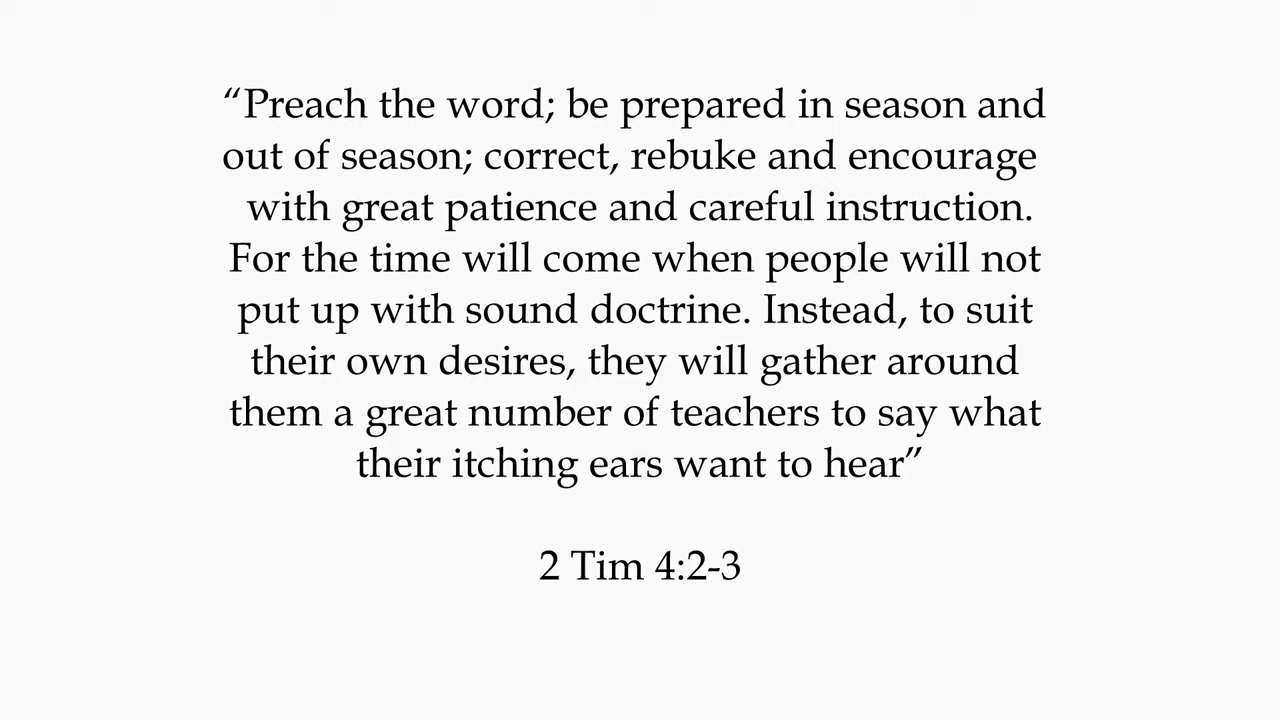 “Preach the word; be prepared in season and
out of season; correct, rebuke and encourage
with great patience and careful instruction.
For the time will come when people will not
put up with sound doctrine. Instead, to suit
their own desires, they will gather around
them a great number of teachers to say what
their itching ears want to hear”
2 Tim 4:2-3